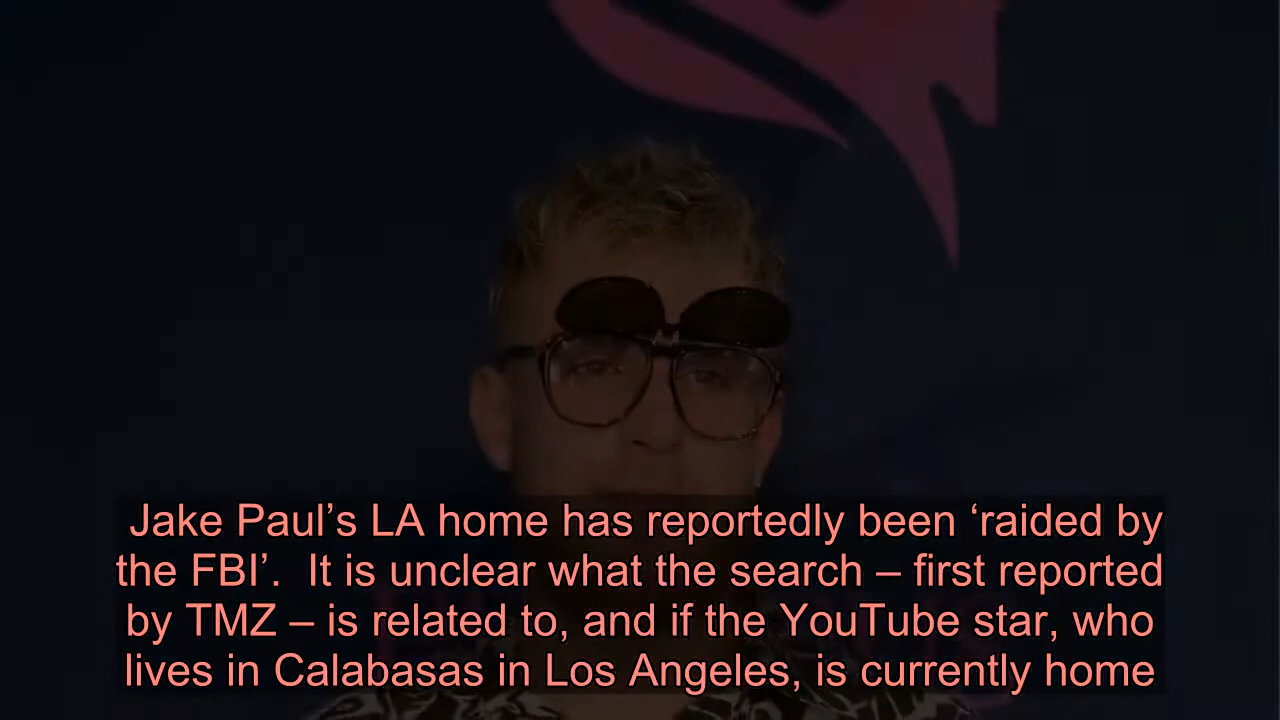 Jake Paul’s LA home has reportedly been ‘raided by
the FBI’.  It is unclear what the search – first reported
by TMZ – is related to, and if the YouTube star, who
lives in Calabasas in Los Angeles, is currently home